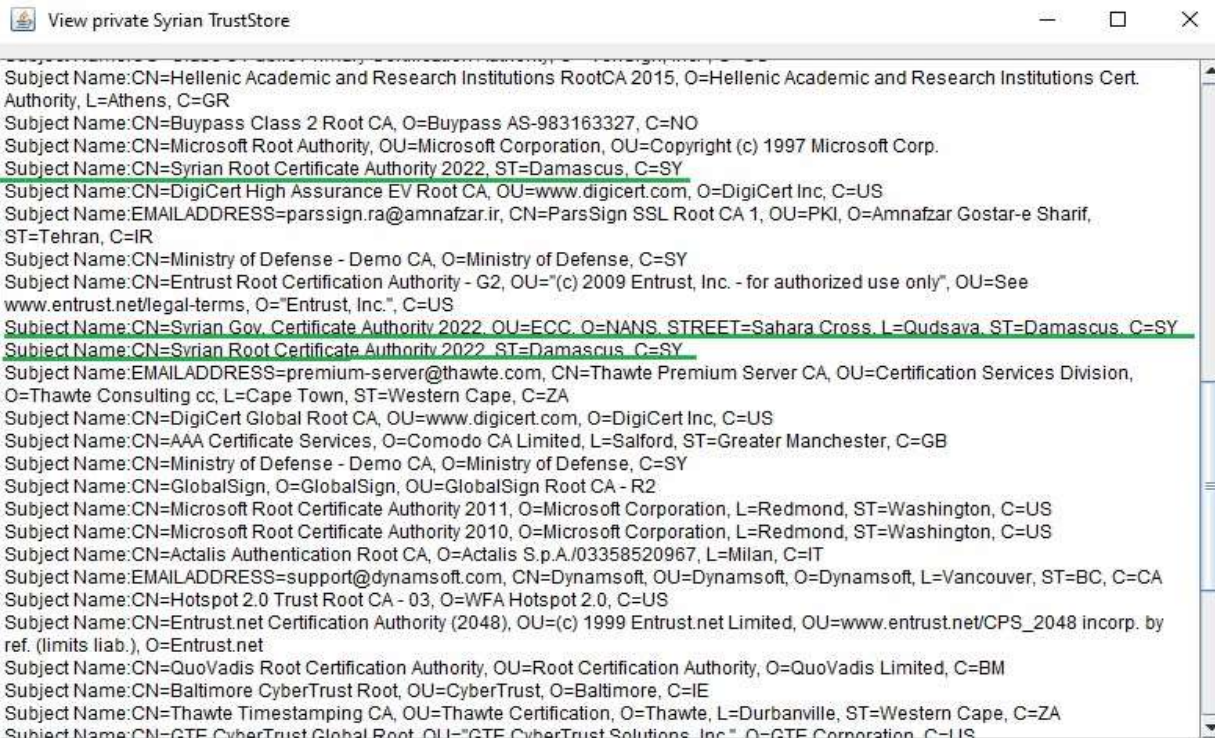 View private Syrian TrustStore
Subject Name:CN=Hellenic Academic and Research Institutions RootCA 2015, O=Hellenic Academic and Research Institutions Cert.
Authority, L=Athens, C=GR
Subject Name:CN=Buypass Class 2 Root CA, O=Buypass AS-983163327, C=NO
Subject Name:CN=Microsoft Root Authority, OU=Microsoft Corporation, OU=Copyright (c) 1997 Microsoft Corp.
Subject Name:CN=Syrian Root Certificate Authority 2022, ST=Damascus, C=SY
Subject Name:CN=DigiCert High Assurance EV Root CA, OU=www.digicert.com, O=DigiCert Inc, C=US
Subject Name:EMAILADDRESS=parssign.ra@amnafzar.ir, CN=ParsSign SSL Root CA 1, OU=PKI, O=Amnafzar Gostar-e Sharif,
ST=Tehran, C=IR
Subject Name:CN=Ministry of Defense - Demo CA, O=Ministry of Defense, C=SY
Subject Name:CN=Entrust Root Certification Authority - G2, OU="(c) 2009 Entrust, Inc. - for authorized use only", OU=See
www.entrust.net/legal-terms, O="Entrust, Inc.", C=US
Subject Name:CN=Syrian Gov. Certificate Authority 2022, OU=ECC, O=NANS, STREET=Sahara Cross, L=Qudsaya, ST=Damascus, C=SY
Subject Name:CN=Syrian Root Certificate Authority 2022, ST=Damascus, C=SY
Subject Name:EMAILADDRESS=premium-server@thawte.com, CN=Thawte Premium Server CA, OU=Certification Services Division,
O=Thawte Consulting cc, L=Cape Town, ST=Western Cape, C=ZA
Subject Name:CN=DigiCert Global Root CA, OU=www.digicert.com, O=DigiCert Inc, C=US
Subject Name:CN=AAA Certificate Services, O=Comodo CA Limited, L=Salford, ST=Greater Manchester, C=GB
Subject Name:CN=Ministry of Defense - Demo CA, O=Ministry of Defense, C=SY
Subject Name:CN=GlobalSign, O=GlobalSign, OU=GlobalSign Root CA - R2
Subject Name:CN=Microsoft Root Certificate Authority 2011, O=Microsoft Corporation, L=Redmond, ST=Washington, C=US
Subject Name:CN=Microsoft Root Certificate Authority 2010, O=Microsoft Corporation, L=Redmond, ST=Washington, C=US
Subject Name:CN=Actalis Authentication Root CA, O=Actalis S.p.A./03358520967, L=Milan, C=IT
Subject Name:EMAILADDRESS=support@dynamsoft.com, CN=Dynamsoft, OU=Dynamsoft, O=Dynamsoft, L=Vancouver, ST=BC, C=CA
Subject Name:CN=Hotspot 2.0 Trust Root CA - 03, O=WFA Hotspot 2.0, C=US
Subject Name:CN=Entrust.net Certification Authority (2048), OU=(c) 1999 Entrust.net Limited, OU=www.entrust.net/CPS_2048 incorp. by
ref. (limits liab.), O=Entrust.net
Subject Name:CN=QuoVadis Root Certification Authority, OU=Root Certification Authority, O=QuoVadis Limited, C=BM
Subject Name:CN=Baltimore CyberTrust Root, OU=CyberTrust, O=Baltimore, C=IE
Subject Name:CN=Thawte Timestamping CA, OU=Thawte Certification, O=Thawte, L=Durbanville, ST=Western Cape, C=ZA
Subject Name:CN=GTE CyberTrust Global Root, OU="GTE CyberTrust Solutions, Inc.", O=GTE Corporation, C=US